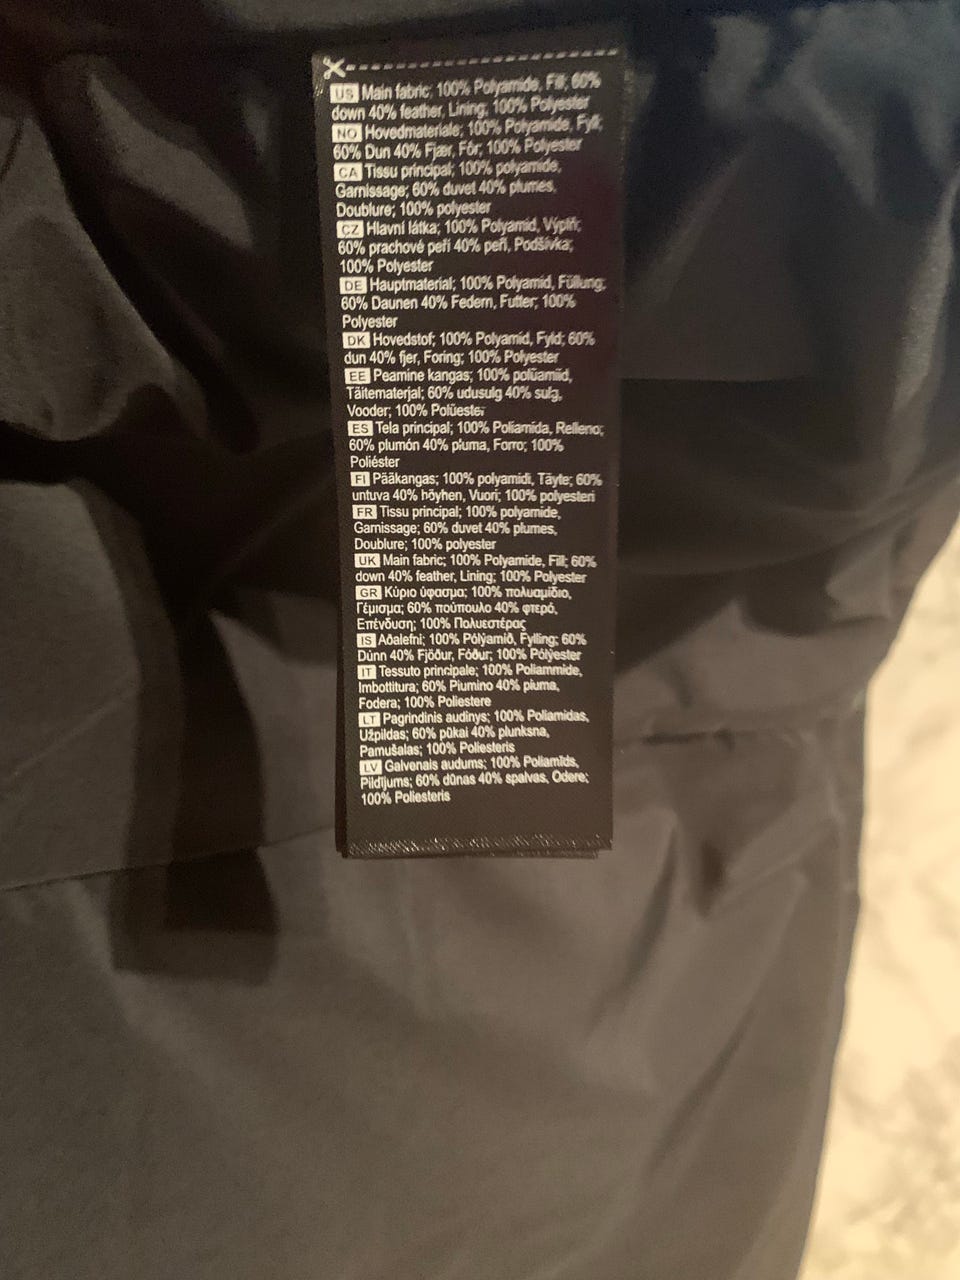 US Main fabric; 100% Polyamide, Fill; 60%
down 40% feather, Lining; 100% Polyester
NO Hovedmateriale; 100% Polyamide, Fyll;
60% Dun 40% Fjær, Fôr; 100% Polyester
CA Tissu principal; 100% polyamide,
Garnissage; 60% duvet 40% plumes,
Doublure; 100% polyester
CZ Hlavní látka; 100% Polyamid, Výplň;
60% prachové peří 40% peří, Podšívka;
100% Polyester
DE Hauptmaterial; 100% Polyamid, Füllung;
60% Daunen 40% Federn, Futter; 100%
Polyester
DK Hovedstof; 100% Polyamid, Fyld; 60%
dun 40% fjer, Foring; 100% Polyester
EE Peamine kangas; 100% polüamiid,
Täitematerjal; 60% udusulg 40% sulg,
Vooder; 100% Polüester
ES Tela principal; 100% Poliamida, Relleno;
60% plumón 40% pluma, Forro; 100%
Poliéster
FI Pääkangas; 100% polyamidi, Täyte; 60%
untuva 40% höyhen, Vuori; 100% polyesteri
FR Tissu principal; 100% polyamide,
Garnissage; 60% duvet 40% plumes,
Doublure; 100% polyester
UK Main fabric; 100% Polyamide, Fill; 60%
down 40% feather, Lining; 100% Polyester
GR Κύριο ύφασμα; 100% πολυαμίδιο,
Γέμισμα; 60% πούπουλο 40% φτερό,
Επένδυση; 100% Πολυεστέρας
IS Aðalefni; 100% Pólýamið, Fylling; 60%
Dúnn 40% Fjöður, Fóður; 100% Pólýester
IT Tessuto principale; 100% Poliammide,
Imbottitura; 60% Piumino 40% piuma,
Fodera; 100% Poliestere
LT Pagrindinis audinys; 100% Poliamidas,
Užpildas; 60% pūkai 40% plunksna,
Pamušalas; 100% Poliesteris
LV Galvenais audums; 100% Poliamīds,
Pildījums; 60% dūnas 40% spalvas, Odere;
100% Poliesteris